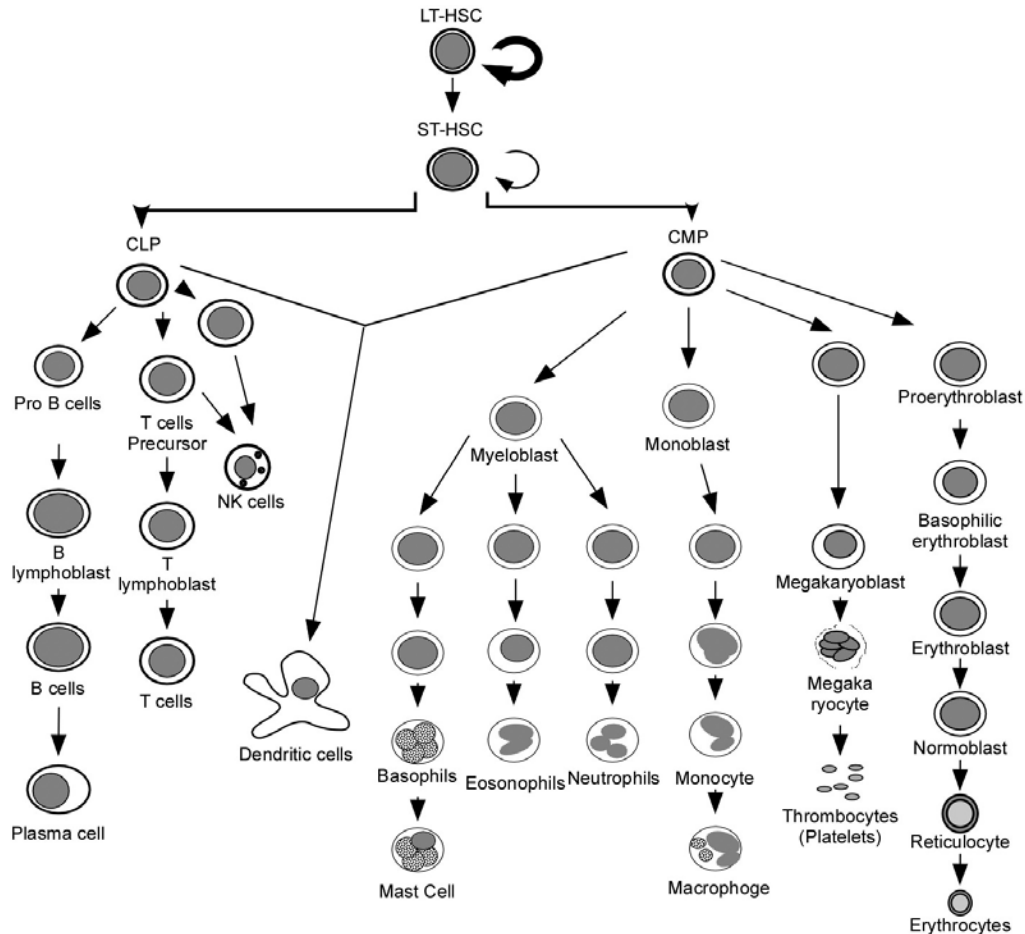 LT-HSC
ST-HSC
CLP
CMP
Pro B cells
T cells
Precursor
NK cells
Myeloblast
Monoblast
Proerythroblast
B
lymphoblast
T
lymphoblast
Megakaryoblast
Basophilic
erythroblast
B cells
T cells
Dendritic cells
Megaka
ryocyte
Erythroblast
Basophils
Eosonophils
Neutrophils
Monocyte
Normoblast
Plasma cell
Thrombocytes
(Platelets)
Reticulocyte
Mast Cell
Macrophoge
Erythrocytes